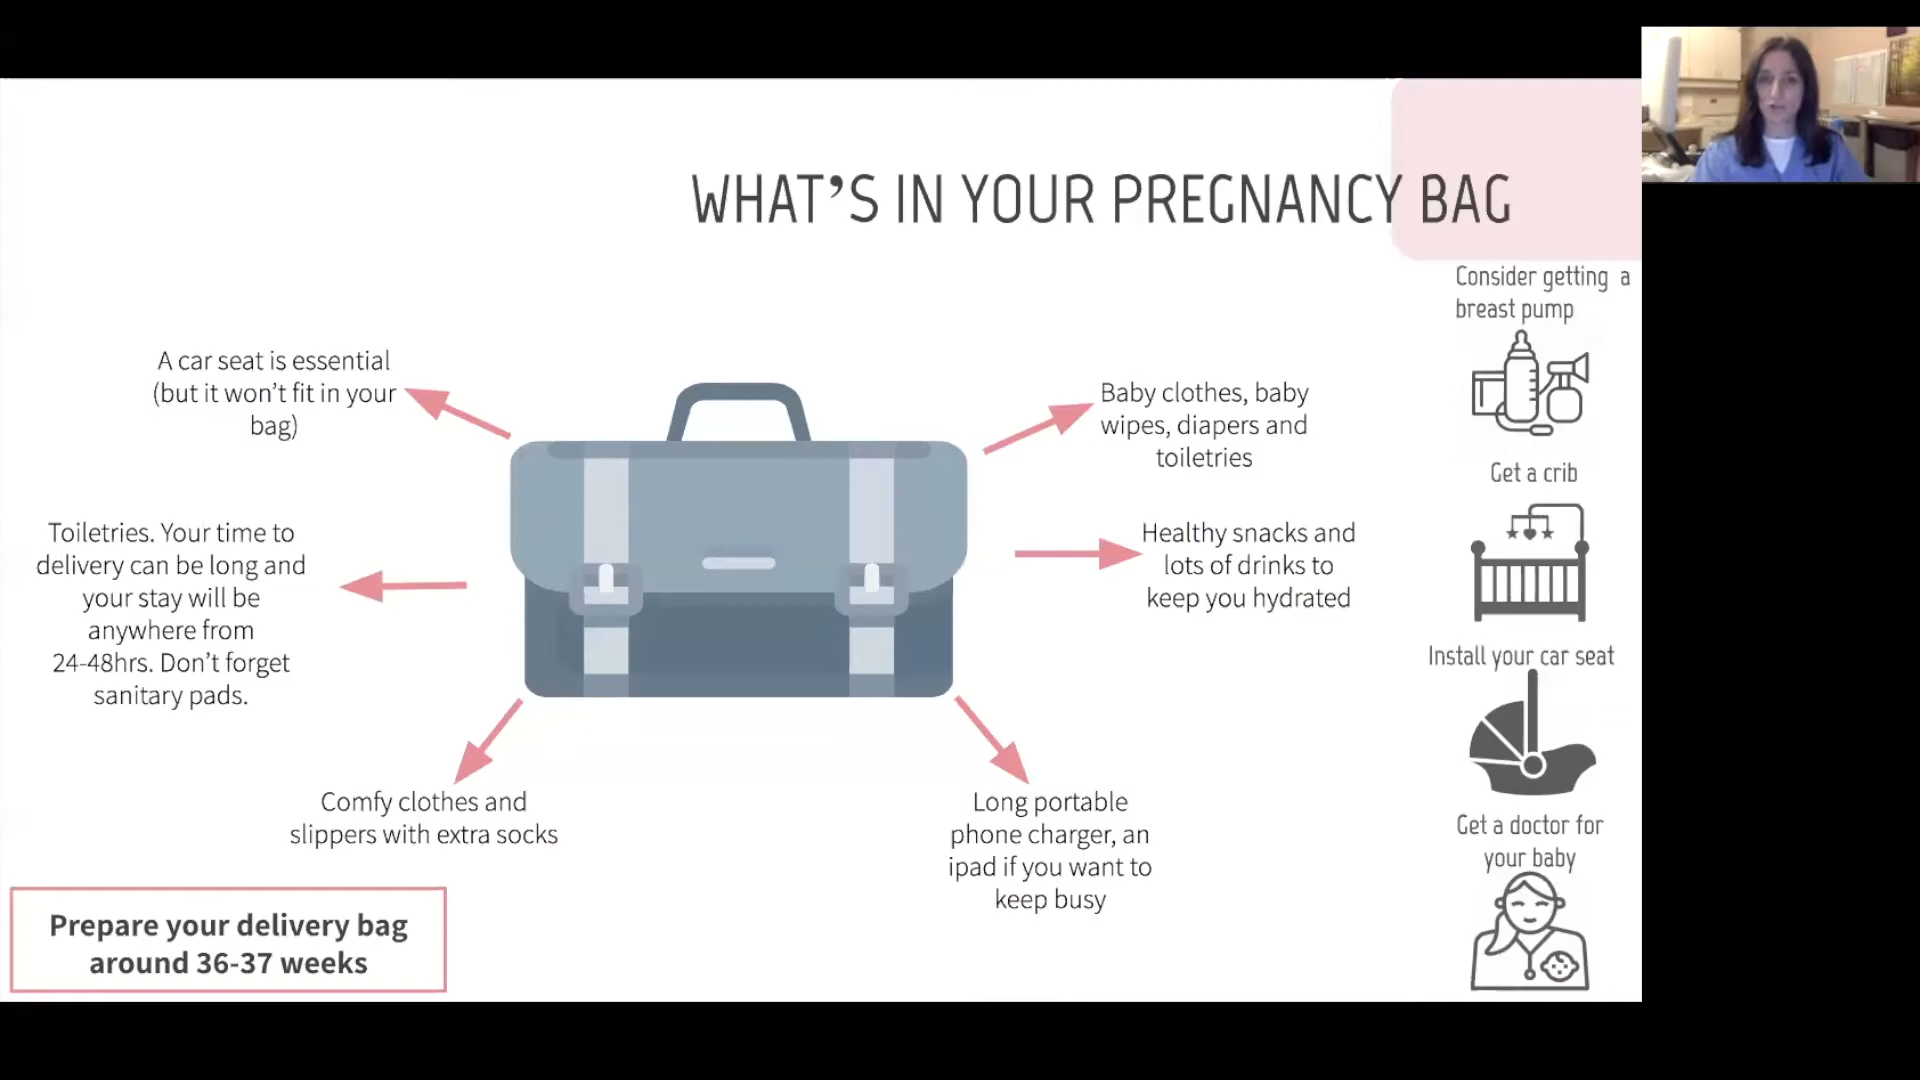 WHAT’S IN YOUR PREGNANCY BAG
A car seat is essential
(but it won’t fit in your
bag)
Toiletries. Your time to
delivery can be long and
your stay will be
anywhere from
24-48hrs. Don’t forget
sanitary pads.
Comfy clothes and
slippers with extra socks
Prepare your delivery bag
around 36-37 weeks
Baby clothes, baby
wipes, diapers and
toiletries
Healthy snacks and
lots of drinks to
keep you hydrated
Long portable
phone charger, an
ipad if you want to
keep busy
Consider getting a
breast pump
Get a crib
Install your car seat
Get a doctor for
your baby